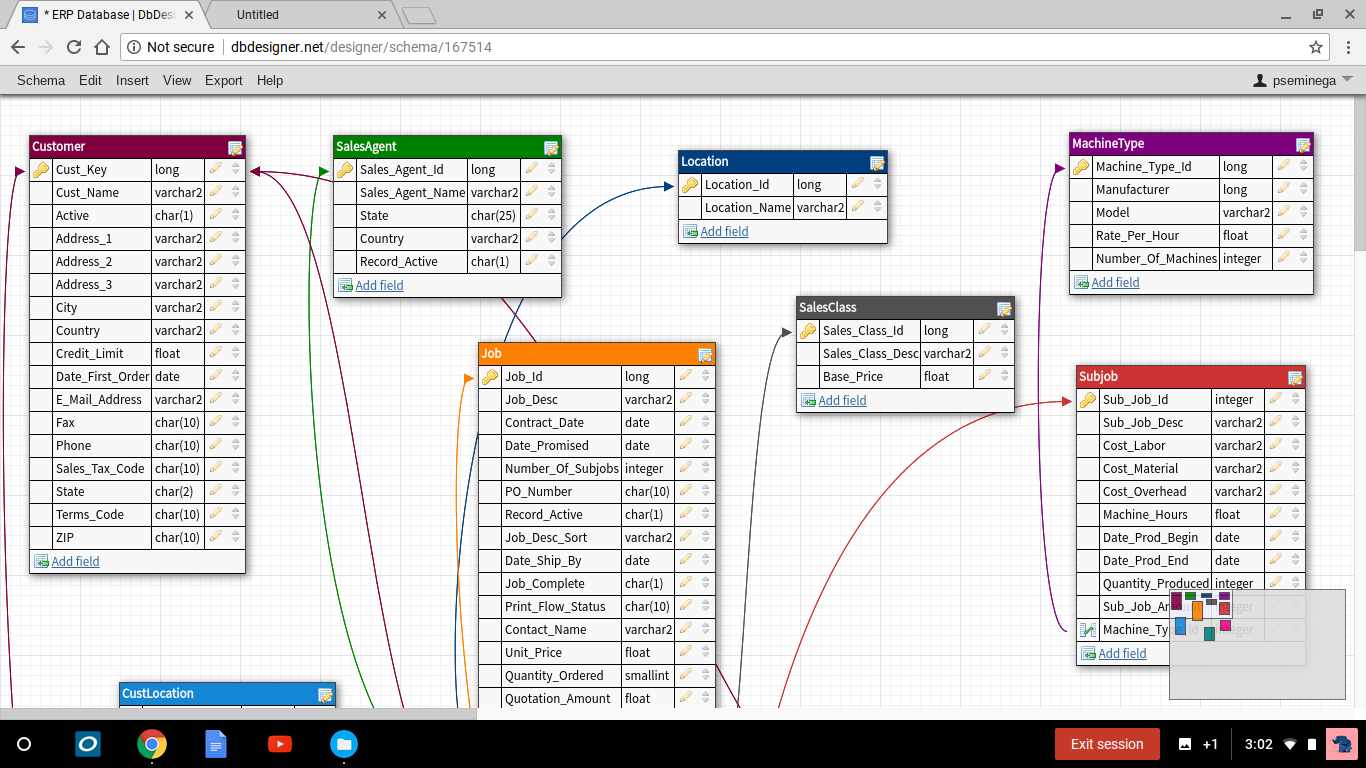 * ERP Database | DbDesi
Untitled
Not secure
dbdesigner.net/designer/schema/167514
Schema Edit Insert View Export Help
pseminega
Customer
Cust_Key long
Cust_Name varchar2
Active char(1)
Address_1 varchar2
Address_2 varchar2
Address_3 varchar2
City varchar2
Country varchar2
Credit_Limit float
Date_First_Order date
E_Mail_Address varchar2
Fax char(10)
Phone char(10)
Sales_Tax_Code char(10)
State char(2)
Terms_Code char(10)
ZIP char(10)
Add field
SalesAgent
Sales_Agent_Id long
Sales_Agent_Name varchar2
State char(25)
Country varchar2
Record_Active char(1)
Add field
Location
Location_Id long
Location_Name varchar2
Add field
MachineType
Machine_Type_Id long
Manufacturer long
Model varchar2
Rate_Per_Hour float
Number_Of_Machines integer
Add field
SalesClass
Sales_Class_Id long
Sales_Class_Desc varchar2
Base_Price float
Add field
Job
Job_Id long
Job_Desc varchar2
Contract_Date date
Date_Promised date
Number_Of_Subjobs integer
PO_Number char(10)
Record_Active char(1)
Job_Desc_Sort varchar2
Date_Ship_By date
Job_Complete char(1)
Print_Flow_Status char(10)
Contact_Name varchar2
Unit_Price float
Quantity_Ordered smallint
Quotation_Amount float
Subjob
Sub_Job_Id integer
Sub_Job_Desc varchar2
Cost_Labor varchar2
Cost_Material varchar2
Cost_Overhead varchar2
Machine_Hours float
Date_Prod_Begin date
Date_Prod_End date
Quantity_Produced integer
Sub_Job_A integer
Machine_Ty integer
Add field
CustLocation
Exit session
+1
3:02